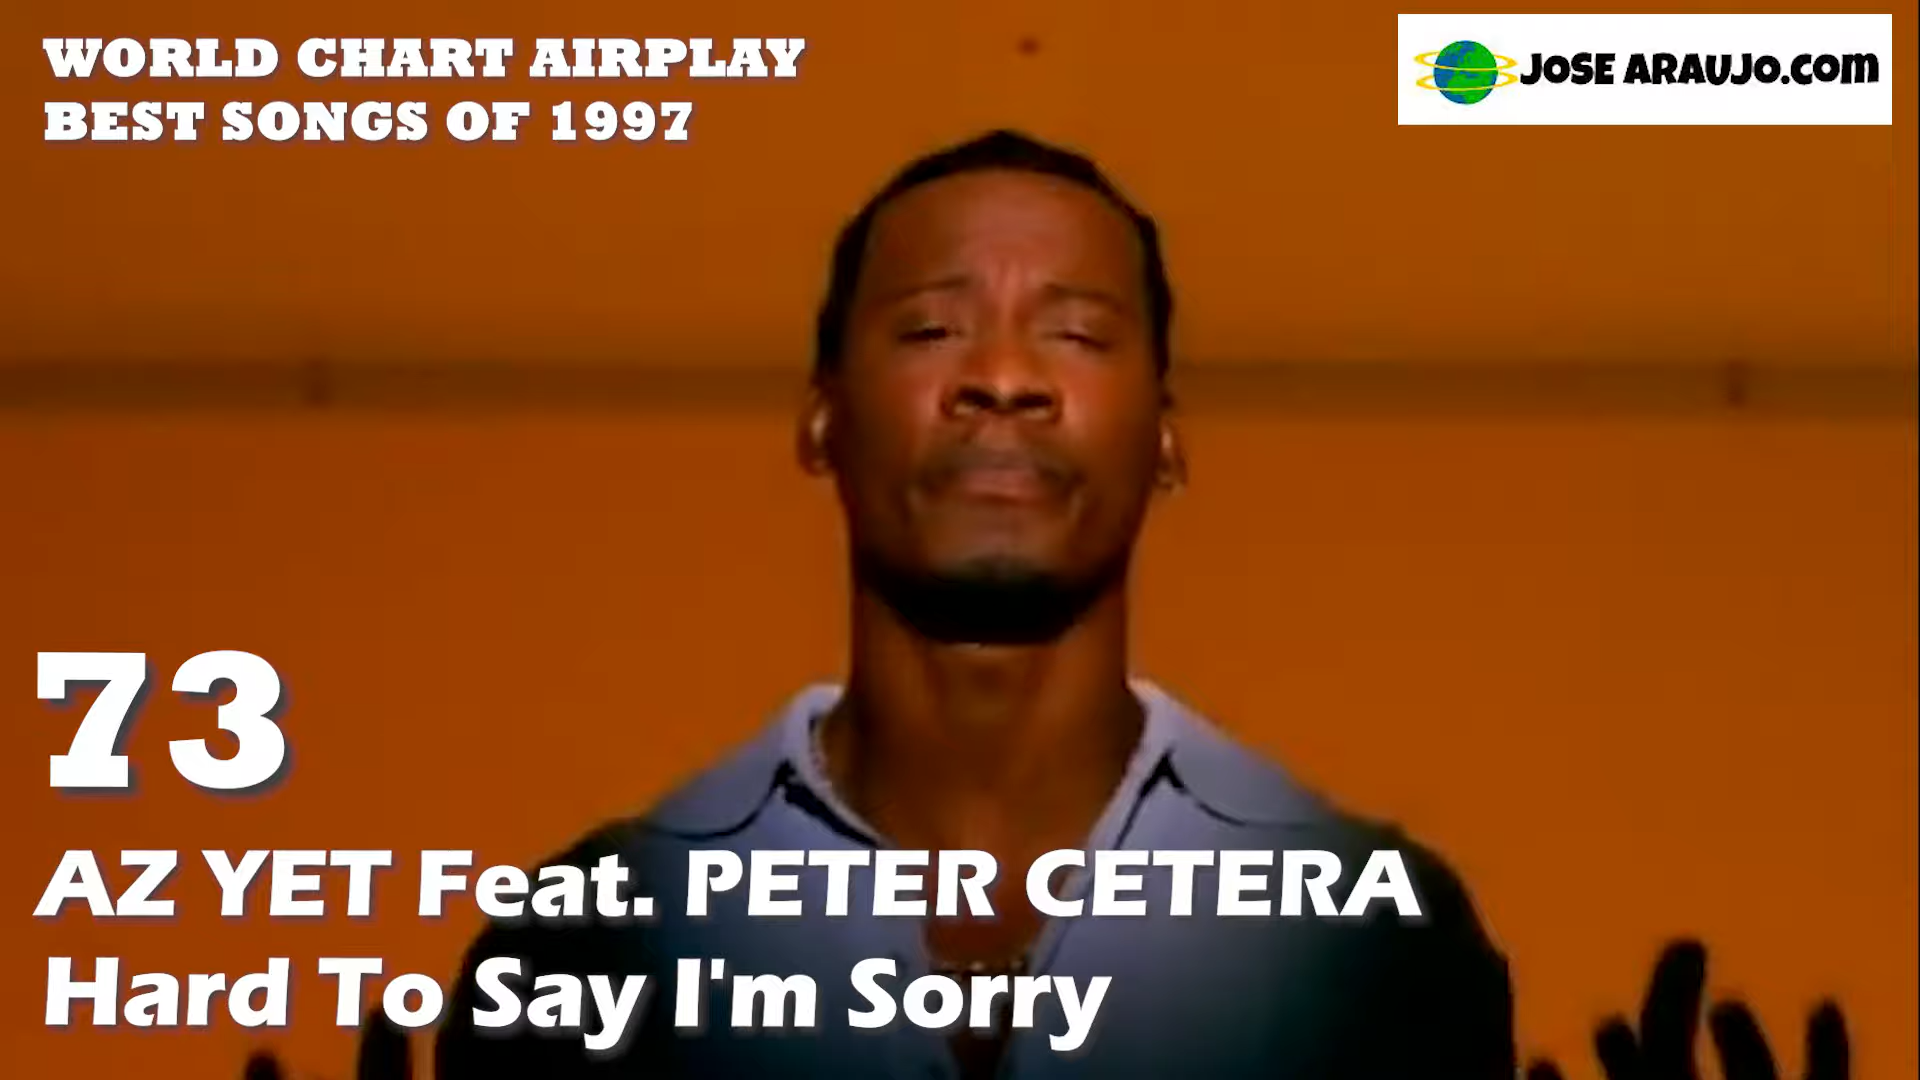 WORLD CHART AIRPLAY
BEST SONGS OF 1997
JOSE ARAUJO.com
73
AZ YET Feat. PETER CETERA
Hard To Say I'm Sorry